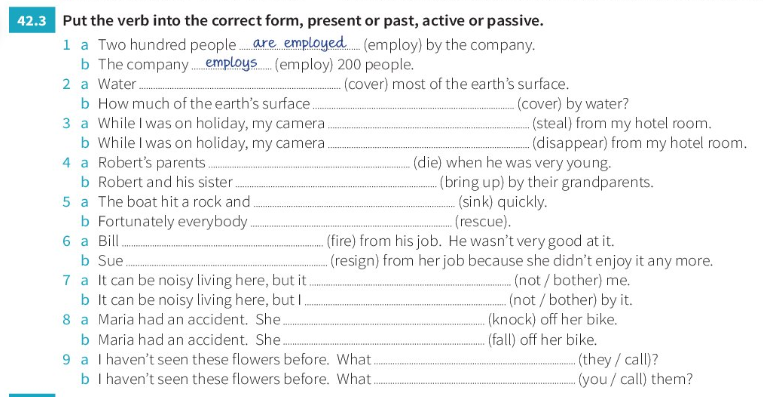 42.3 Put the verb into the correct form, present or past, active or passive.
1 a Two hundred people are employed (employ) by the company.
b The company employs (employ) 200 people.
2 a Water (cover) most of the earth's surface.
b How much of the earth's surface (cover) by water?
3 a While I was on holiday, my camera (steal) from my hotel room.
b While I was on holiday, my camera (disappear) from my hotel room.
4 a Robert's parents (die) when he was very young.
b Robert and his sister (bring up) by their grandparents.
5 a The boat hit a rock and (sink) quickly.
b Fortunately everybody (rescue).
6 a Bill (fire) from his job. He wasn't very good at it.
b Sue (resign) from her job because she didn't enjoy it any more.
7 a It can be noisy living here, but it (not / bother) me.
b It can be noisy living here, but I (not / bother) by it.
8 a Maria had an accident. She (knock) off her bike.
b Maria had an accident. She (fall) off her bike.
9 a I haven't seen these flowers before. What (they / call)?
b I haven't seen these flowers before. What (you / call) them?